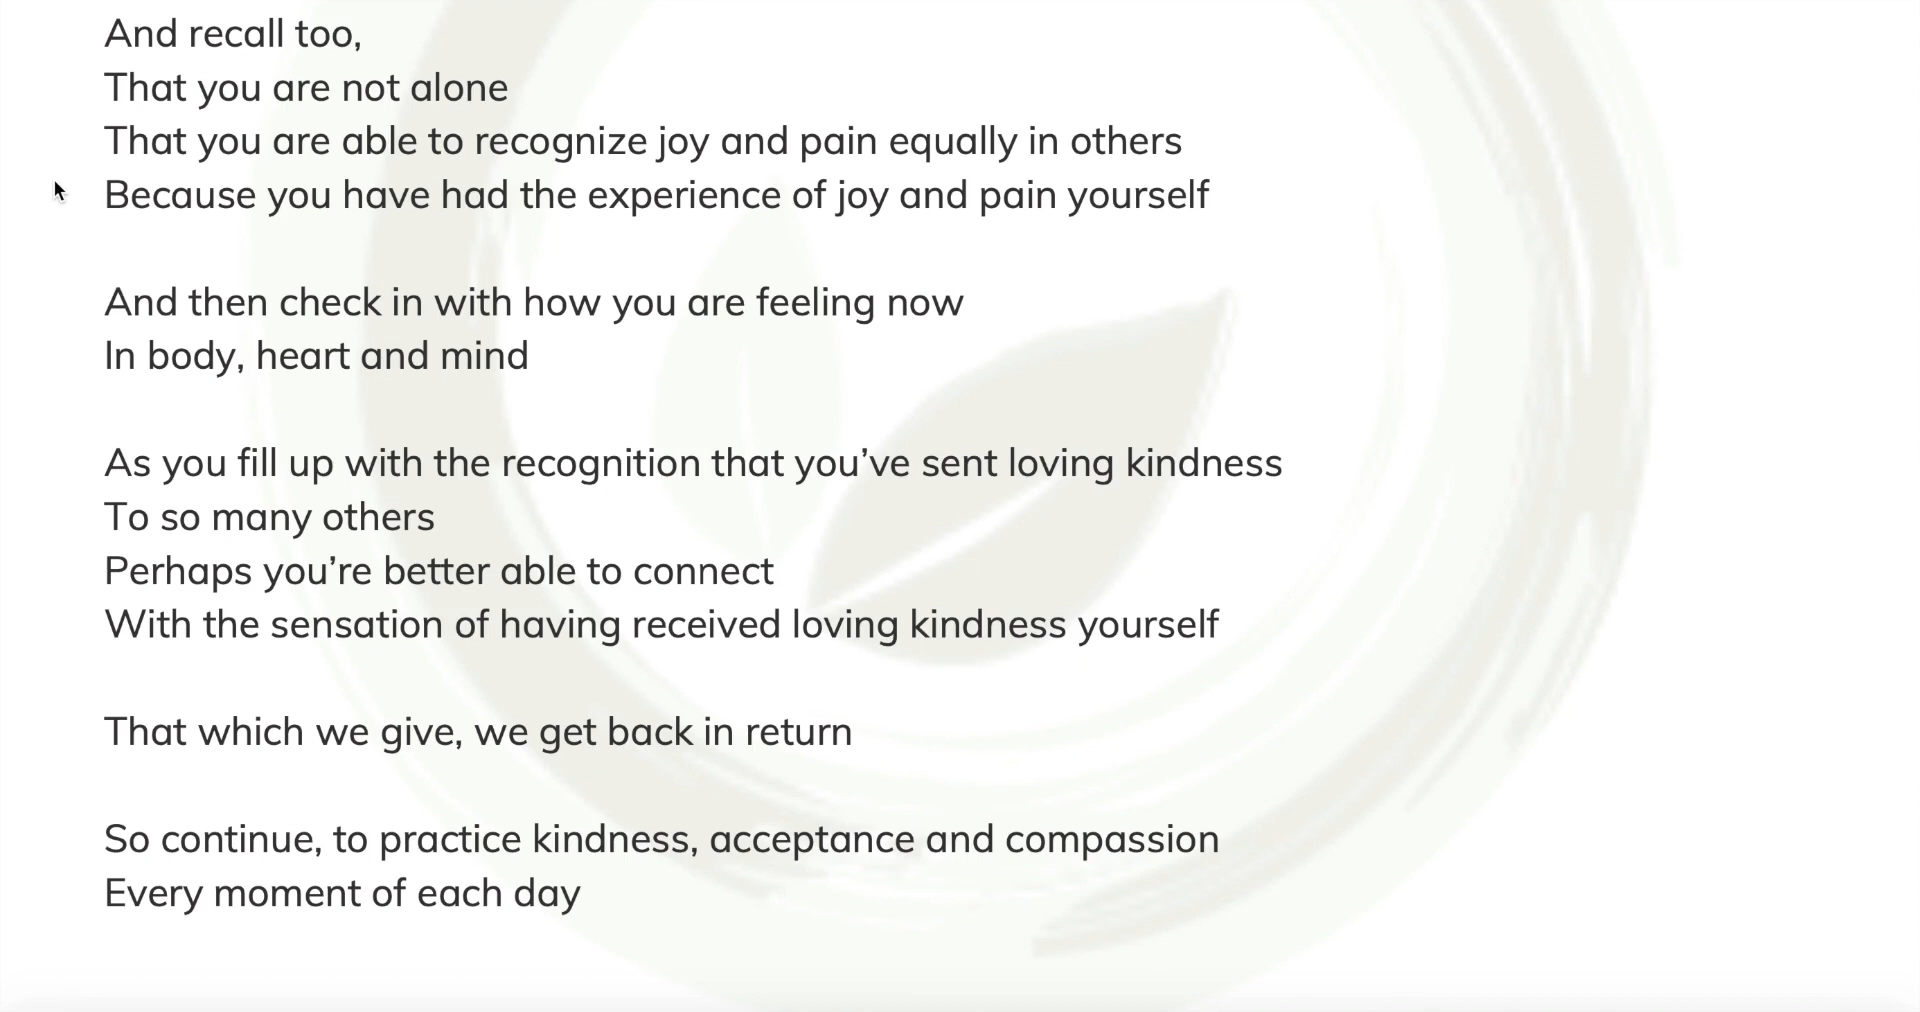 And recall too,
That you are not alone
That you are able to recognize joy and pain equally in others
Because you have had the experience of joy and pain yourself
And then check in with how you are feeling now
In body, heart and mind
As you fill up with the recognition that you’ve sent loving kindness
To so many others
Perhaps you’re better able to connect
With the sensation of having received loving kindness yourself
That which we give, we get back in return
So continue, to practice kindness, acceptance and compassion
Every moment of each day